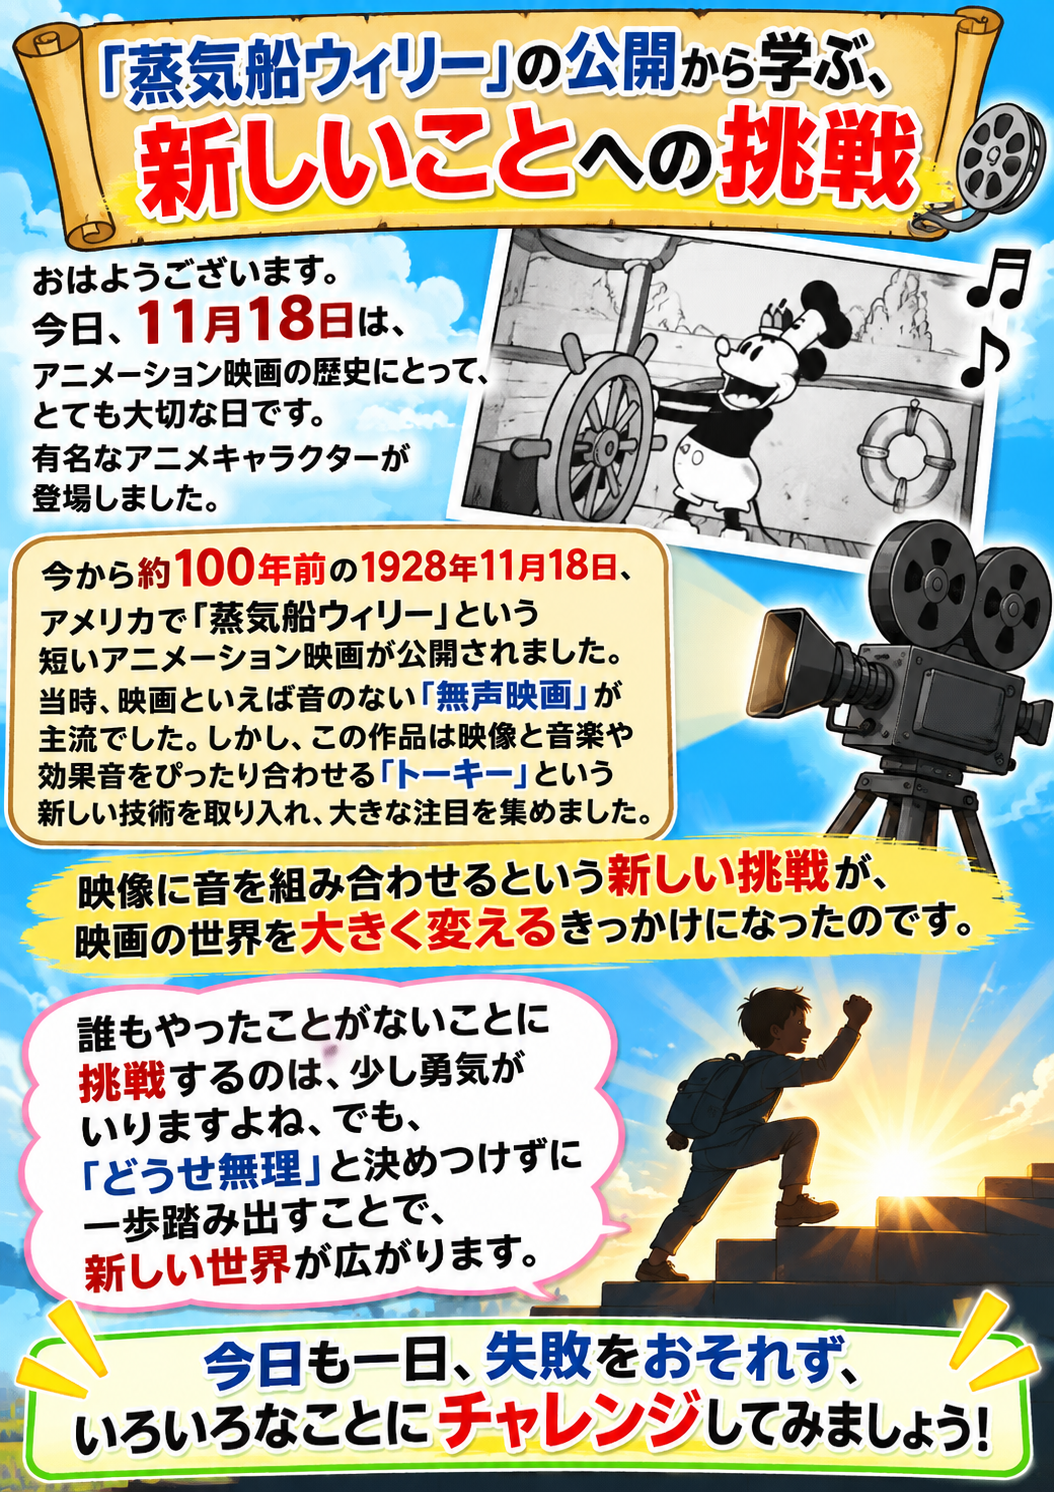 「蒸気船ウィリー」の公開から学ぶ、
新しいことへの挑戦
おはようございます。
今日、11月18日は、
アニメーション映画の歴史にとって、
とても大切な日です。
有名なアニメキャラクターが
登場しました。
今から約100年前の1928年11月18日、
アメリカで「蒸気船ウィリー」という
短いアニメーション映画が公開されました。
当時、映画といえば音のない「無声映画」が
主流でした。しかし、この作品は映像と音楽や
効果音をぴったり合わせる「トーキー」という
新しい技術を取り入れ、大きな注目を集めました。
映像に音を組み合わせるという新しい挑戦が、
映画の世界を大きく変えるきっかけになったのです。
誰もやったことがないことに
挑戦するのは、少し勇気が
いりますよね、でも、
「どうせ無理」と決めつけずに
一歩踏み出すことで、
新しい世界が広がります。
今日も一日、失敗をおそれず、
いろいろなことにチャレンジしてみましょう!